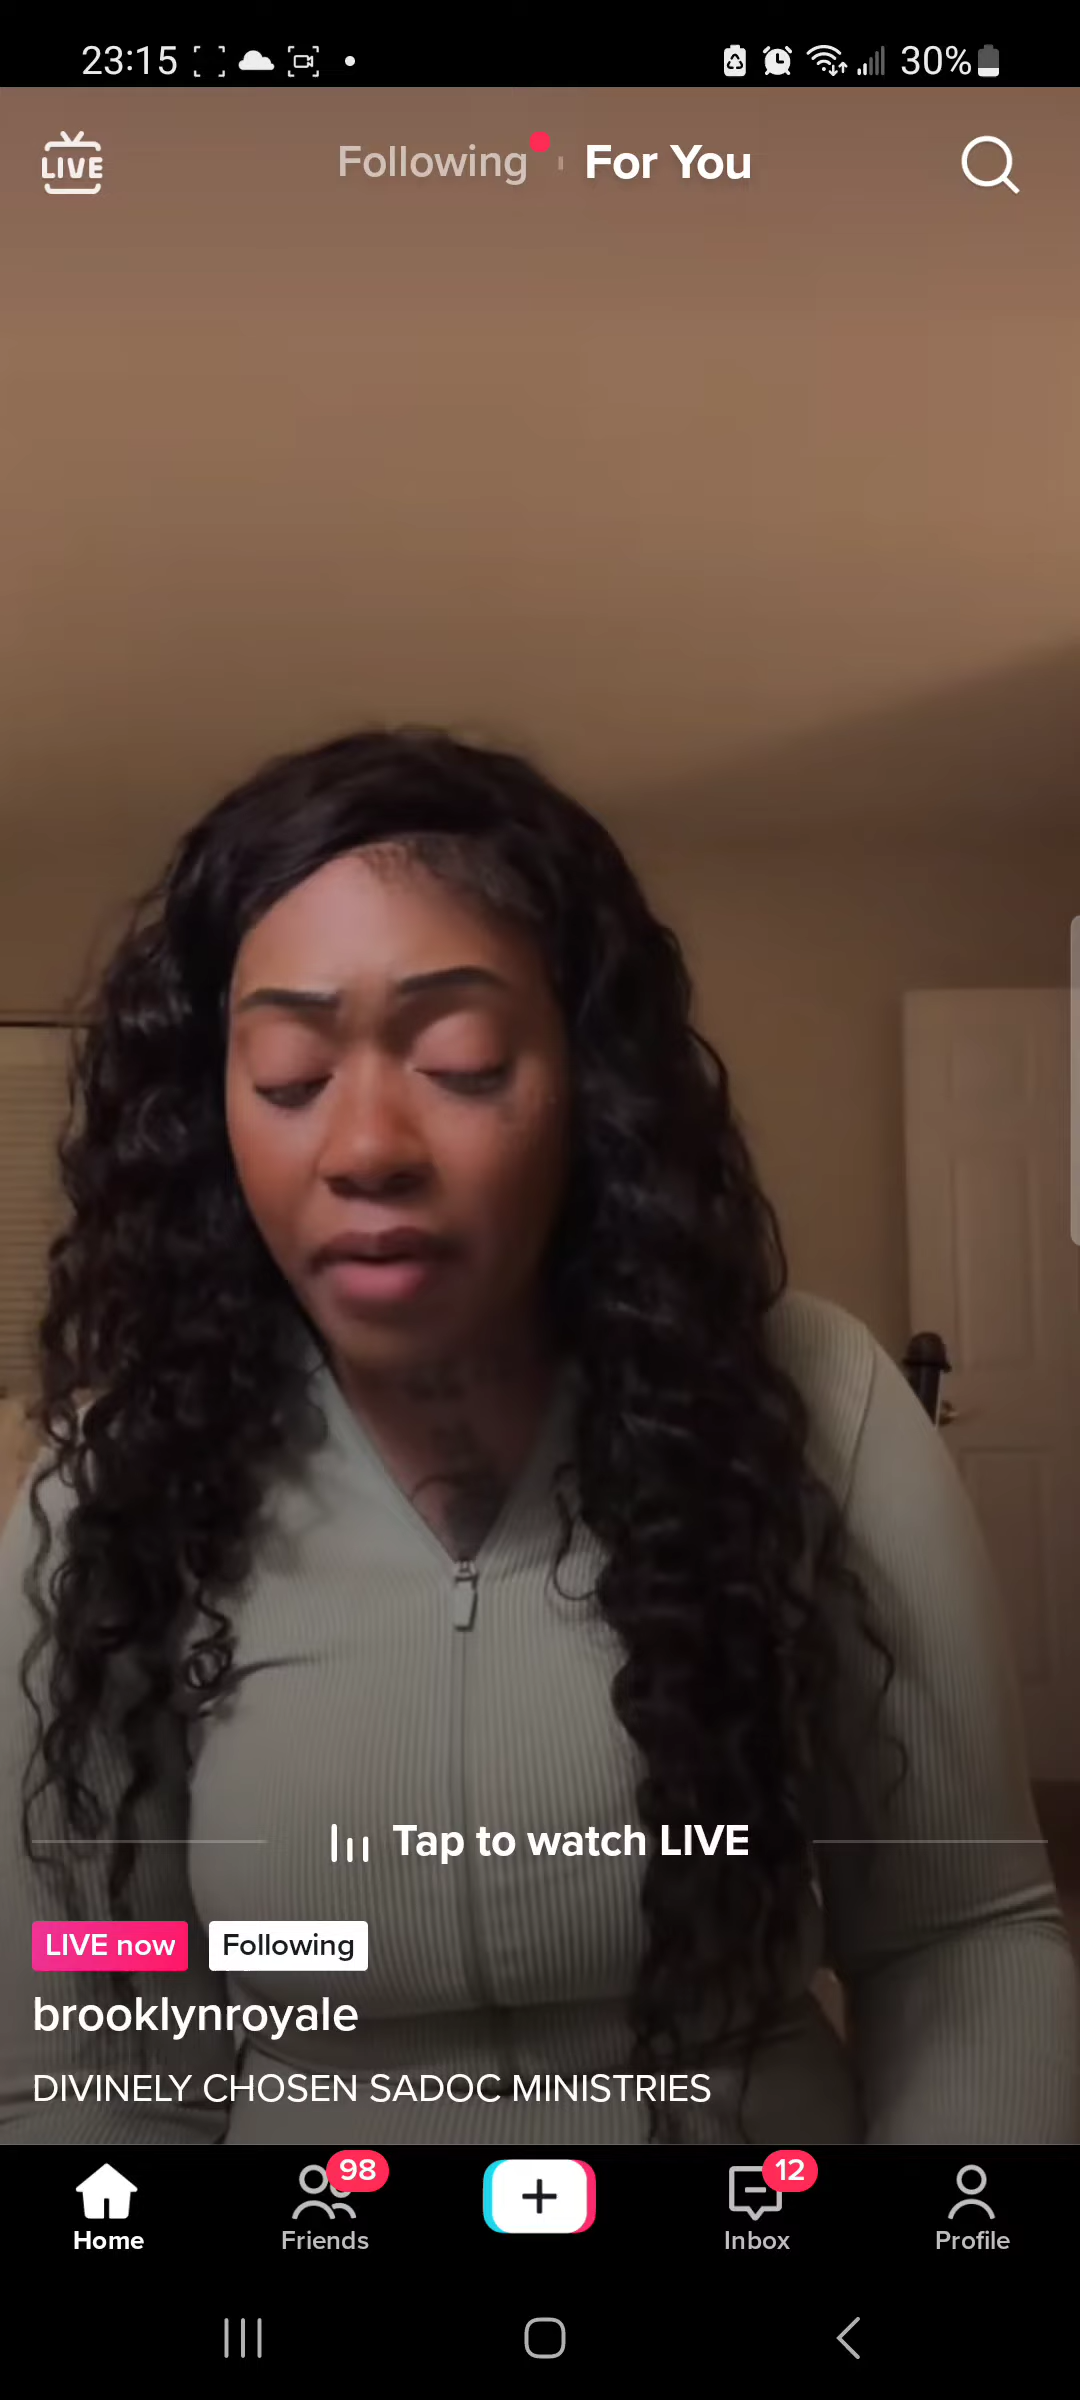 23:15
30%
LIVE
Following
For You
Tap to watch LIVE
LIVE now
Following
brooklynroyale
DIVINELY CHOSEN SADOC MINISTRIES
98
12
Home
Friends
Inbox
Profile